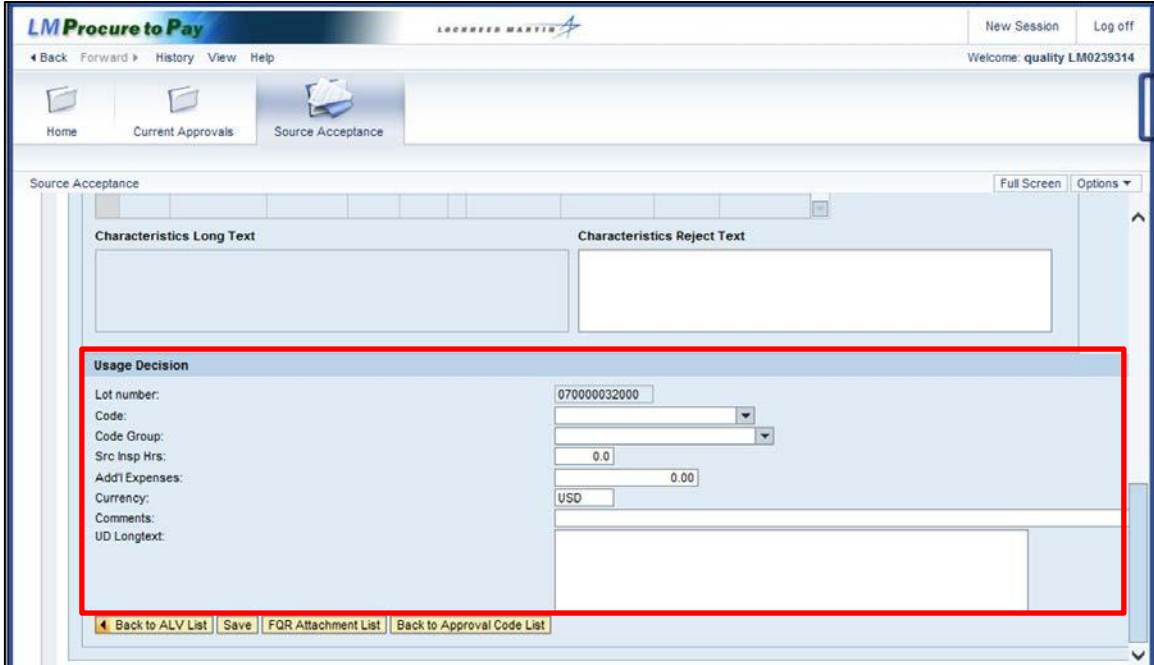 LM Procure to Pay LOCKHEED MARTIN New Session Log off
Back Forward History View Help Welcome: quality LM0239314
Home Current Approvals Source Acceptance
Source Acceptance Full Screen Options
Characteristics Long Text Characteristics Reject Text
Usage Decision
Lot number: 070000032000
Code:
Code Group:
Src Insp Hrs: 0.0
Add'l Expenses: 0.00
Currency: USD
Comments:
UD Longtext:
Back to ALV List Save FQR Attachment List Back to Approval Code List